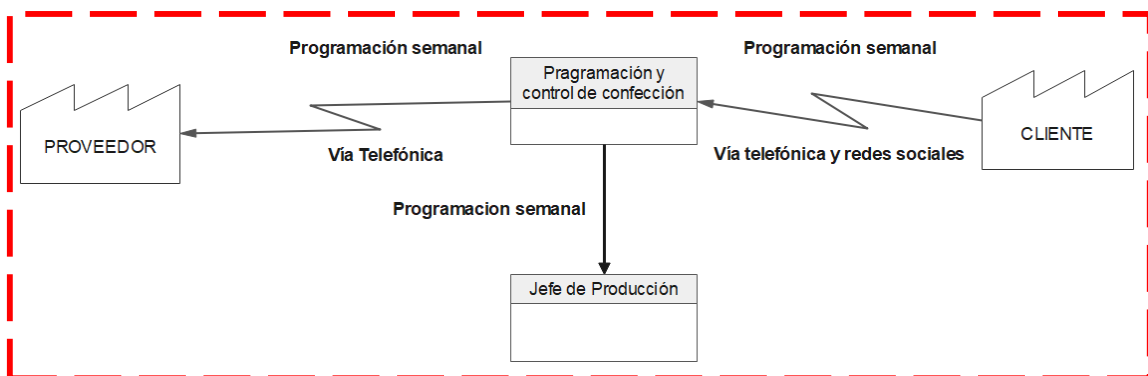 Programación semanal
Programación semanal
Pragramación y
control de confección
PROVEEDOR
CLIENTE
Vía Telefónica
Vía telefónica y redes sociales
Programacion semanal
Jefe de Producción